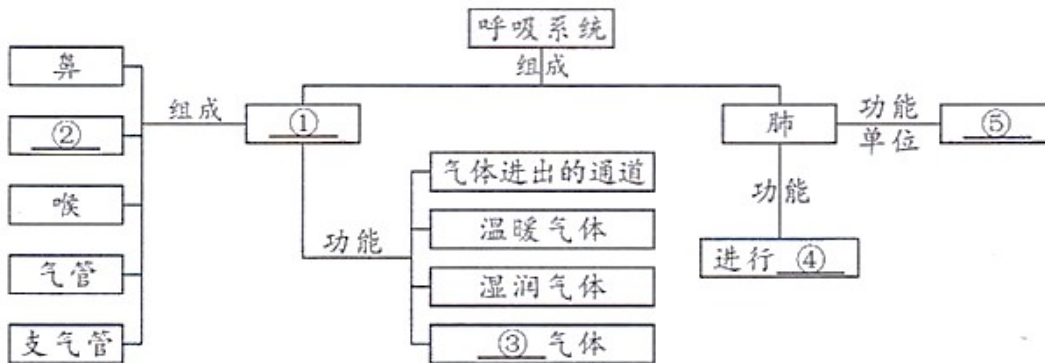 呼吸系统
组成
鼻
②
喉
气管
支气管
组成
①
功能
气体进出的通道
温暖气体
湿润气体
③气体
肺
功能
单位
⑤
功能
进行④